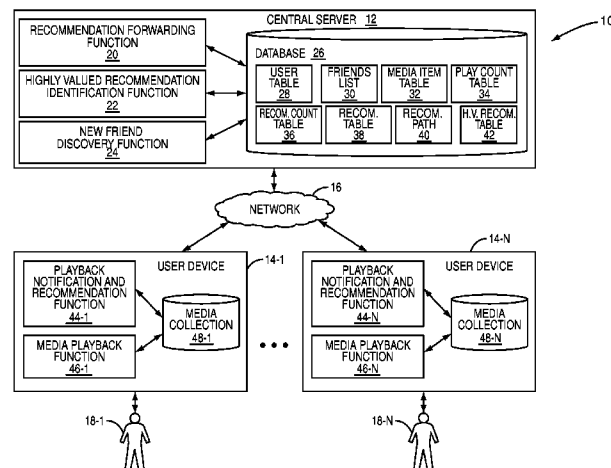 10
CENTRAL SERVER 12
RECOMMENDATION FORWARDING
FUNCTION
20
HIGHLY VALUED RECOMMENDATION
IDENTIFICATION FUNCTION
22
NEW FRIEND
DISCOVERY FUNCTION
24
DATABASE 26
USER
TABLE
28
FRIENDS
LIST
30
MEDIA ITEM
TABLE
32
PLAY COUNT
TABLE
34
RECOM. COUNT
TABLE
36
RECOM.
TABLE
38
RECOM.
PATH
40
H.V. RECOM.
TABLE
42
16
NETWORK
14-1
USER DEVICE
PLAYBACK
NOTIFICATION AND
RECOMMENDATION
FUNCTION
44-1
MEDIA PLAYBACK
FUNCTION
46-1
MEDIA
COLLECTION
48-1
18-1
14-N
USER DEVICE
PLAYBACK
NOTIFICATION AND
RECOMMENDATION
FUNCTION
44-N
MEDIA PLAYBACK
FUNCTION
46-N
MEDIA
COLLECTION
48-N
18-N